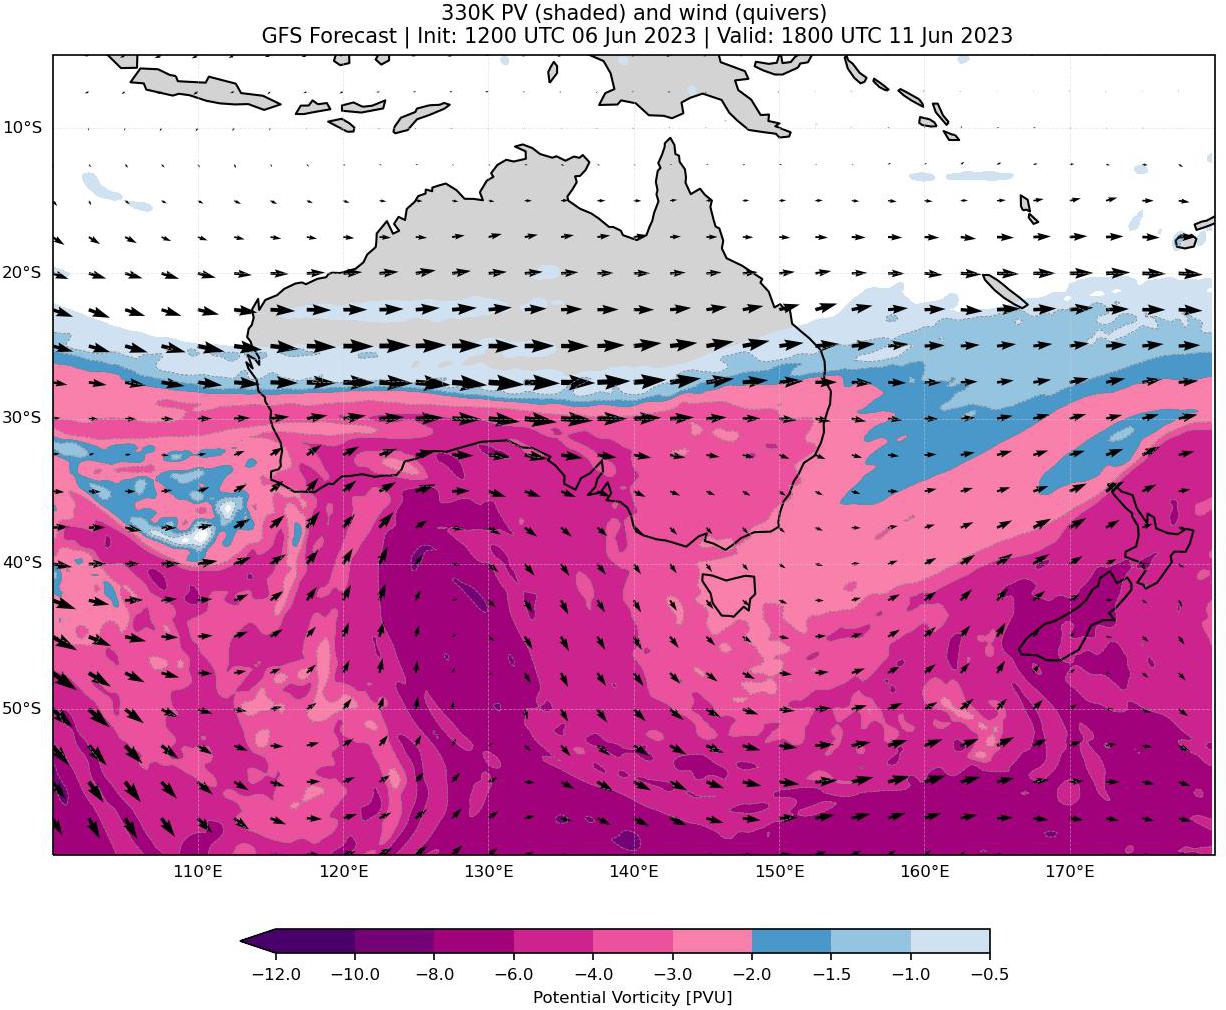 330K PV (shaded) and wind (quivers)
GFS Forecast | Init: 1200 UTC 06 Jun 2023 | Valid: 1800 UTC 11 Jun 2023
10°S
20°S
30°S
40°S
50°S
110°E 120°E 130°E 140°E 150°E 160°E 170°E
−12.0 −10.0 −8.0 −6.0 −4.0 −3.0 −2.0 −1.5 −1.0 −0.5
Potential Vorticity [PVU]